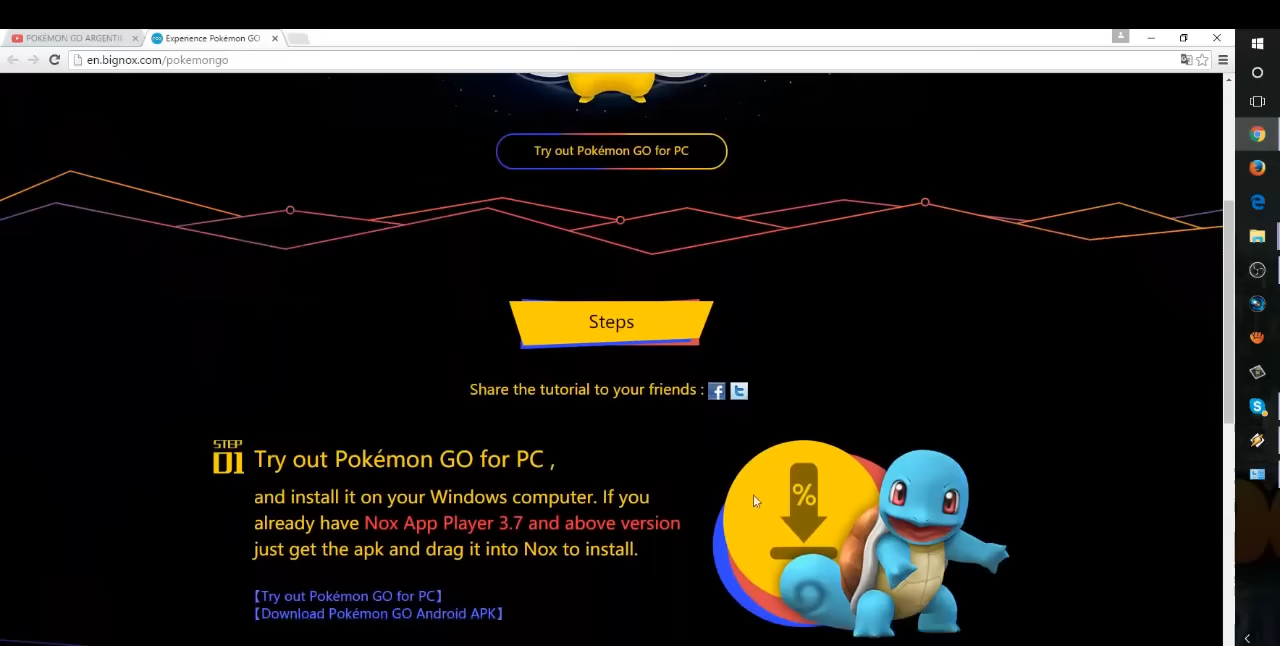 POKEMON GO ARGENTI
Experience Pokémon GO
en.bignox.com/pokemongo
Try out Pokémon GO for PC
Steps
Share the tutorial to your friends :
STEP
01
Try out Pokémon GO for PC ,
and install it on your Windows computer. If you
already have Nox App Player 3.7 and above version
just get the apk and drag it into Nox to install.
%
【Try out Pokémon GO for PC】
【Download Pokémon GO Android APK】